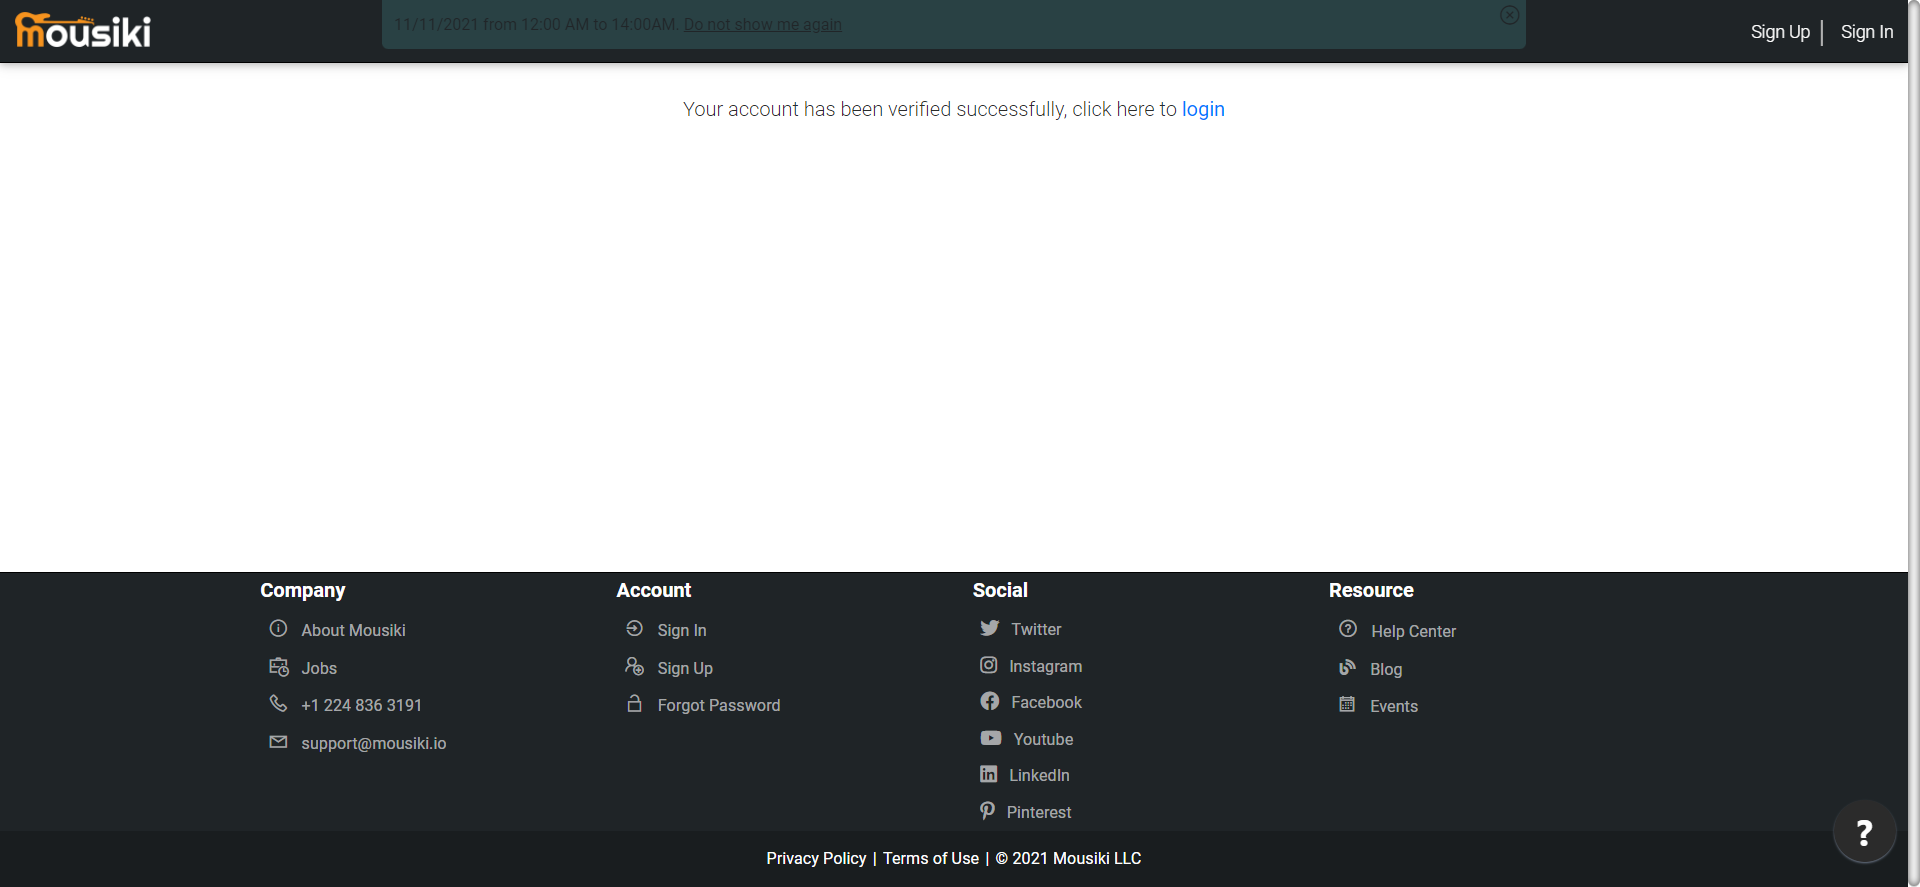 mousiki
11/11/2021 from 12:00 AM to 14:00AM. Do not show me again
Sign Up | Sign In
Your account has been verified successfully, click here to login
Company
About Mousiki
Jobs
+1 224 836 3191
support@mousiki.io
Account
Sign In
Sign Up
Forgot Password
Social
Twitter
Instagram
Facebook
Youtube
LinkedIn
Pinterest
Resource
Help Center
Blog
Events
?
Privacy Policy | Terms of Use | © 2021 Mousiki LLC